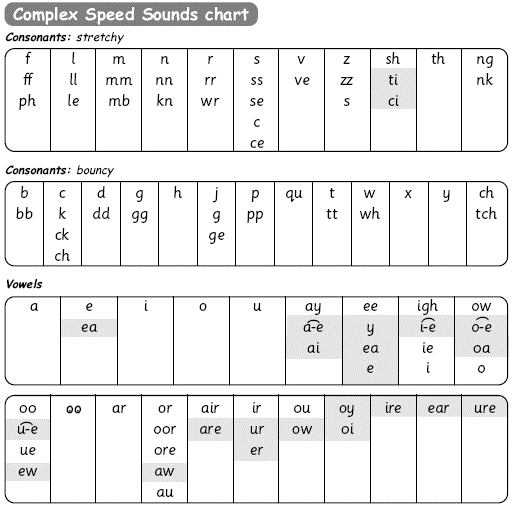 Complex Speed Sounds chart
Consonants: stretchy
f l m n r s v z sh th ng
ff ll mm nn rr ss ve zz ti nk
ph le mb kn wr se s ci
c
ce
Consonants: bouncy
b c d g h j p qu t w x y ch
bb k dd gg g pp tt wh tch
ck ge
ch
Vowels
a e i o u ay ee igh ow
ea a-e y i-e o-e
ai ea ie oa
e i o
oo oo ar or air ir ou oy ire ear ure
u-e oor are ur ow oi
ue ore er
ew aw
au